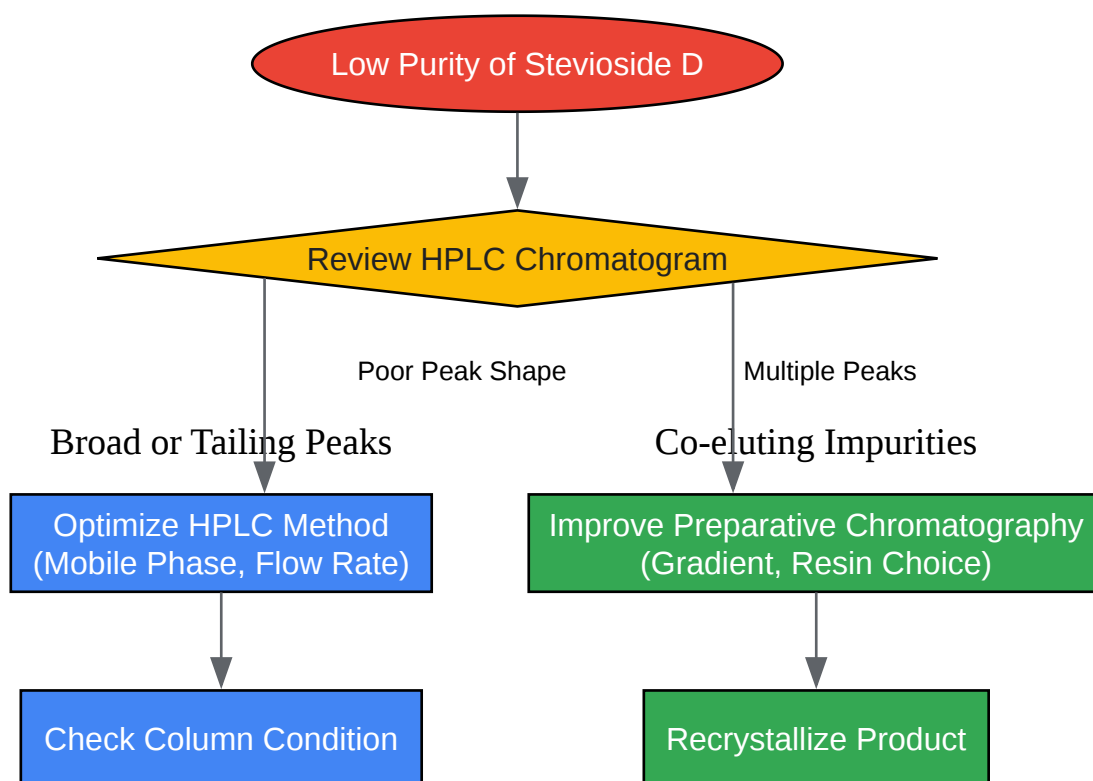 Low Purity of Stevioside D
Review HPLC Chromatogram
Poor Peak Shape
Multiple Peaks
Broad or Tailing Peaks
Co-eluting Impurities
Optimize HPLC Method
(Mobile Phase, Flow Rate)
Improve Preparative Chromatography
(Gradient, Resin Choice)
Check Column Condition
Recrystallize Product